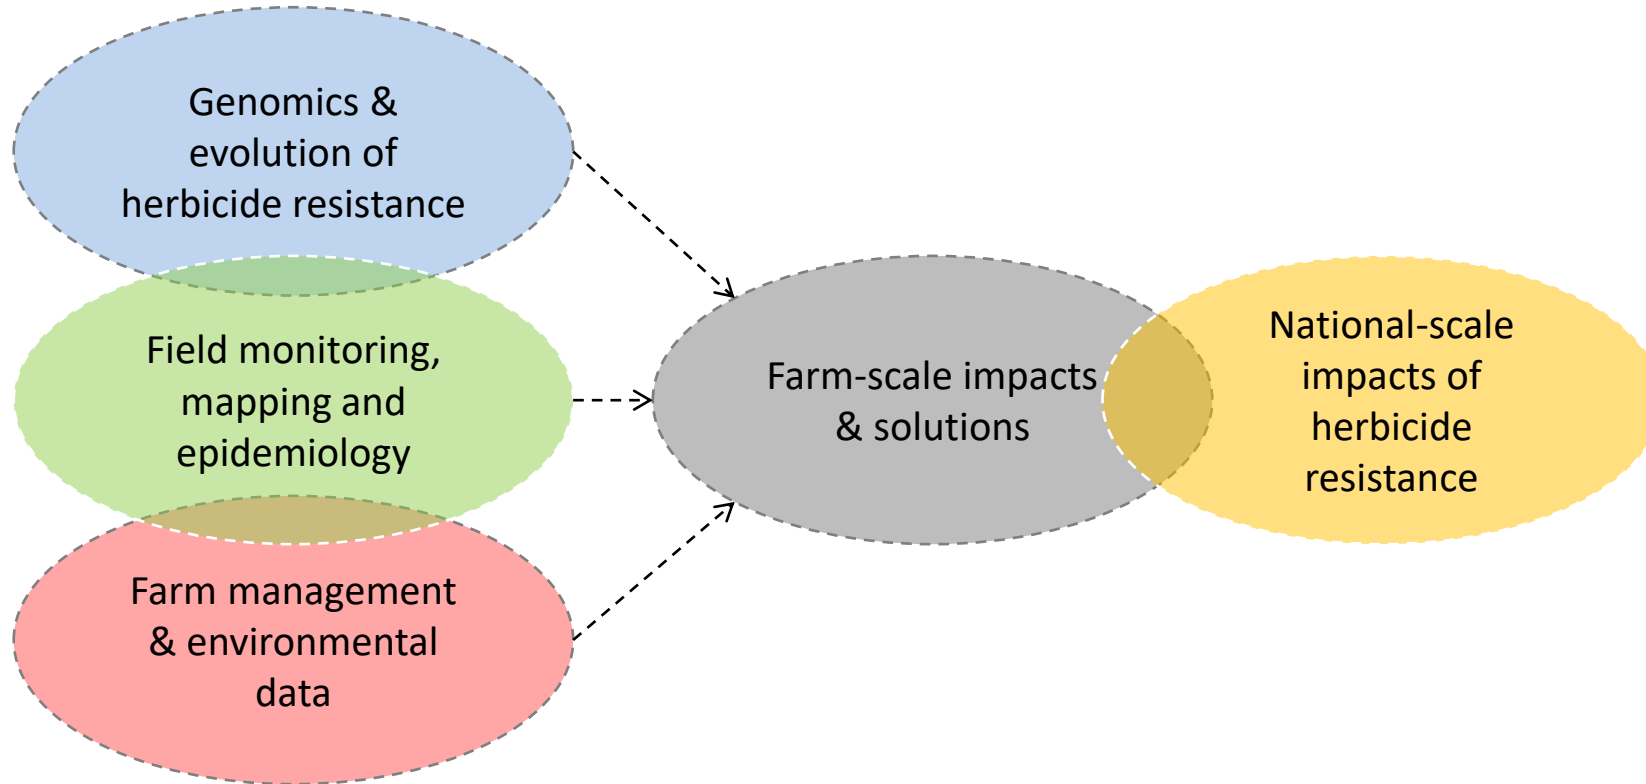 Genomics &
evolution of
herbicide resistance
Field monitoring,
mapping and
epidemiology
Farm management
& environmental
data
Farm-scale impacts
& solutions
National-scale
impacts of
herbicide
resistance